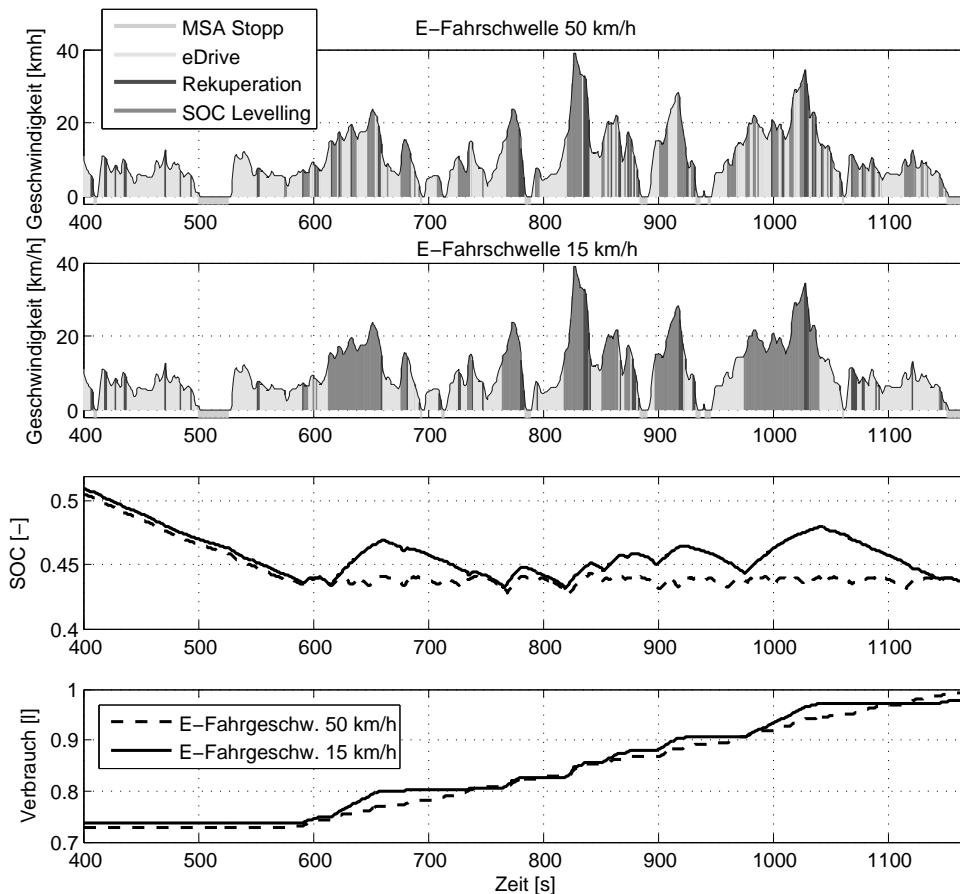 MSA Stopp
eDrive
Rekuperation
SOC Levelling
E−Fahrschwelle 50 km/h
Geschwindigkeit [kmh]
40
20
0
400 500 600 700 800 900 1000 1100
E−Fahrschwelle 15 km/h
Geschwindigkeit [km/h]
40
20
0
400 500 600 700 800 900 1000 1100
SOC [−]
0.5
0.45
0.4
400 500 600 700 800 900 1000 1100
Verbrauch [l]
1
0.9
0.8
0.7
E−Fahrgeschw. 50 km/h
E−Fahrgeschw. 15 km/h
400 500 600 700 800 900 1000 1100
Zeit [s]